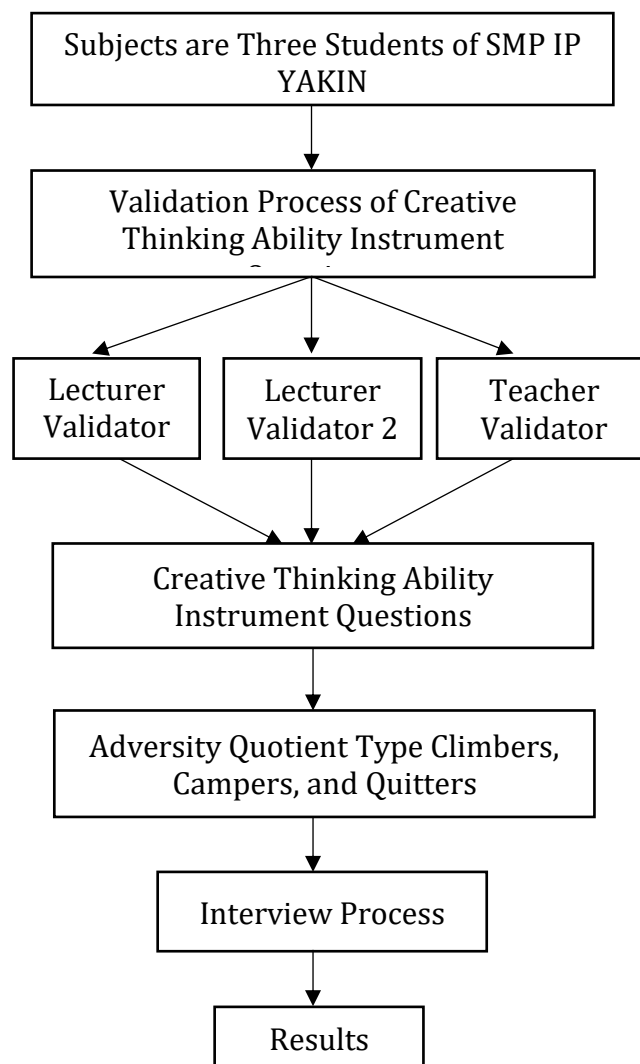 Subjects are Three Students of SMP IP
YAKIN
Validation Process of Creative
Thinking Ability Instrument
Lecturer
Validator
Lecturer
Validator 2
Teacher
Validator
Creative Thinking Ability
Instrument Questions
Adversity Quotient Type Climbers,
Campers, and Quitters
Interview Process
Results